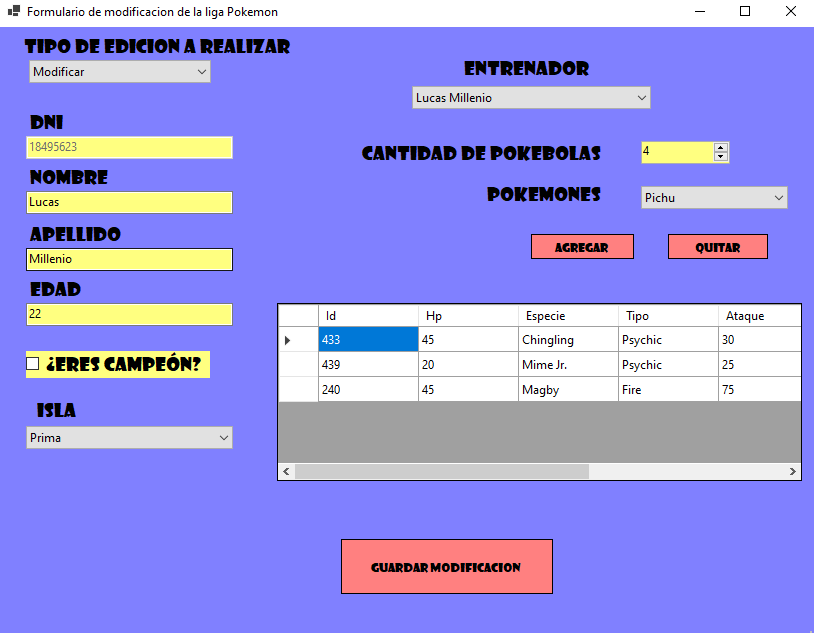 Formulario de modificacion de la liga Pokemon
TIPO DE EDICION A REALIZAR
Modificar
ENTRENADOR
Lucas Millenio
DNI
18495623
CANTIDAD DE POKEBOLAS
4
NOMBRE
Lucas
POKEMONES
Pichu
APELLIDO
Millenio
AGREGAR
QUITAR
EDAD
22
¿ERES CAMPEÓN?
ISLA
Prima
Id Hp Especie Tipo Ataque
433 45 Chingling Psychic 30
439 20 Mime Jr. Psychic 25
240 45 Magby Fire 75
GUARDAR MODIFICACION